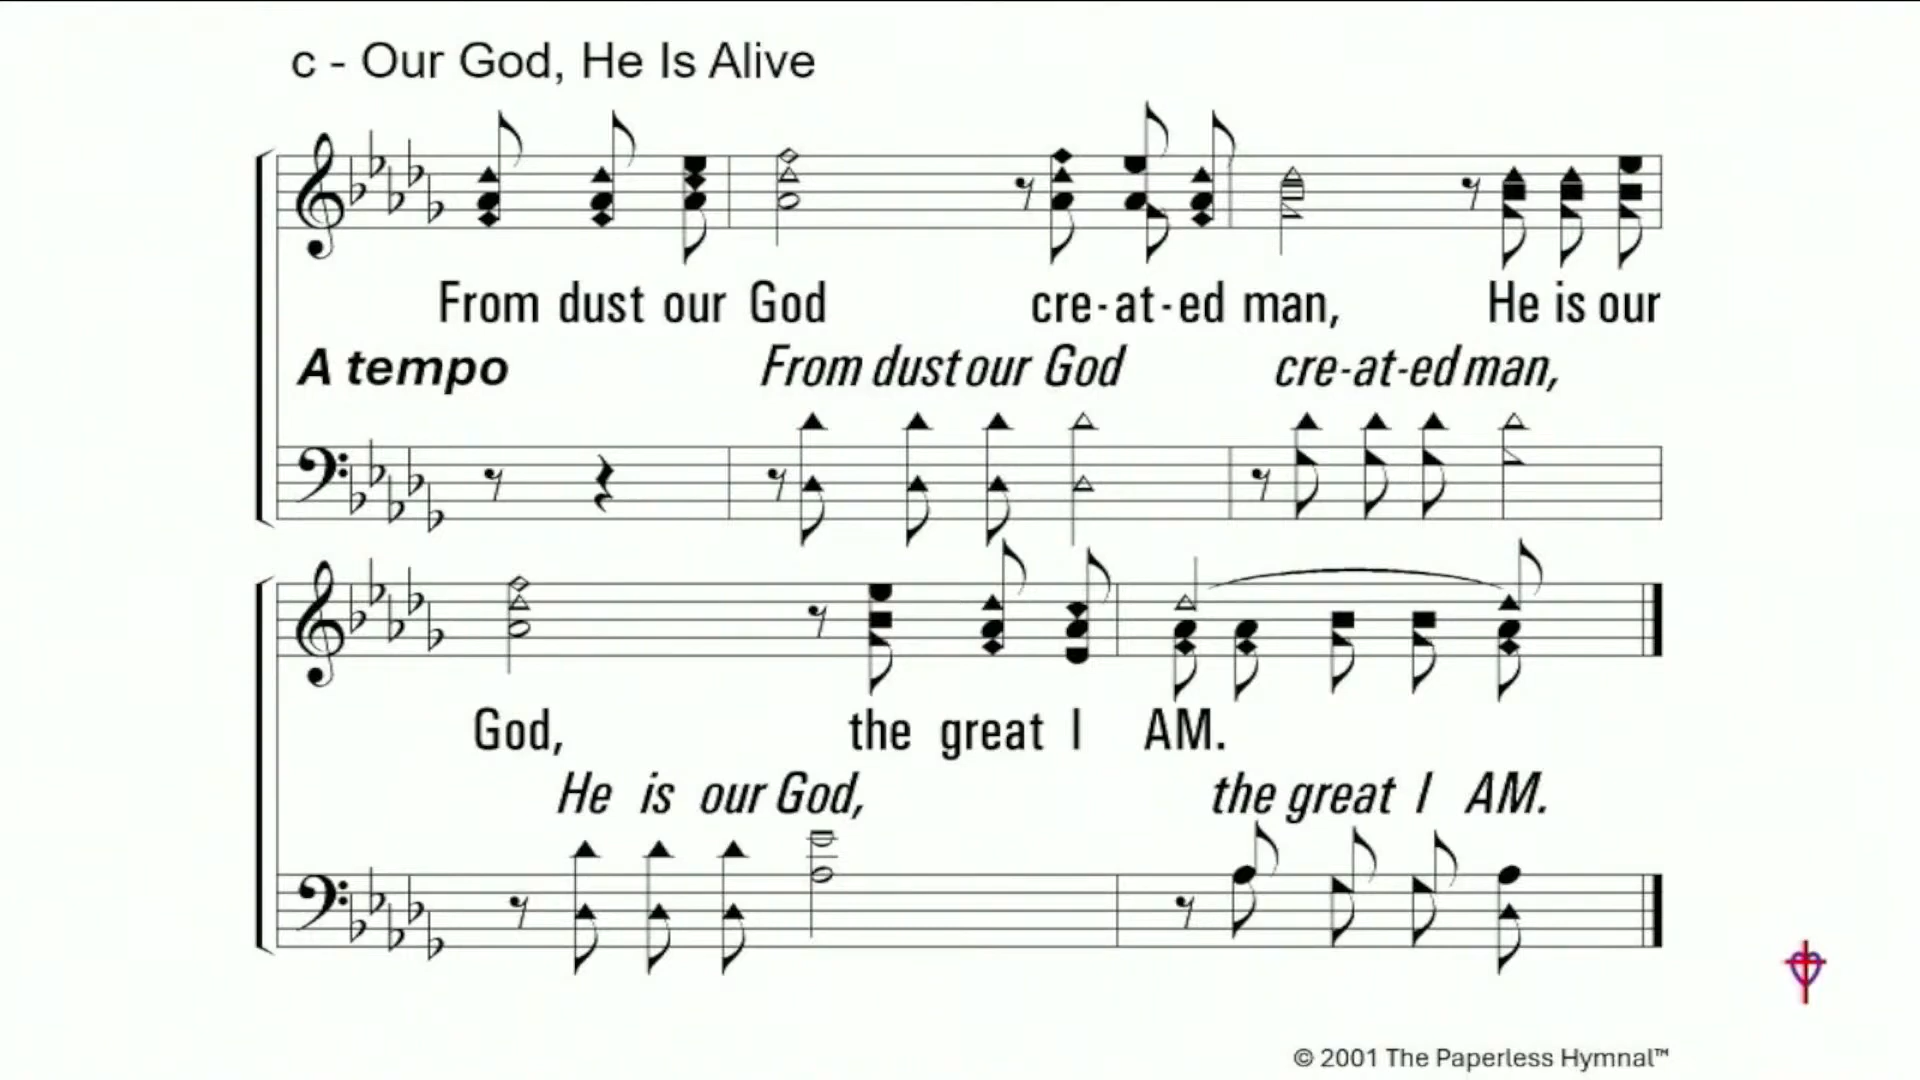 c - Our God, He Is Alive
From dust our God cre-at-ed man, He is our
A tempo From dust our God cre-at-ed man,
God, the great I AM.
He is our God, the great I AM.
© 2001 The Paperless Hymnal™